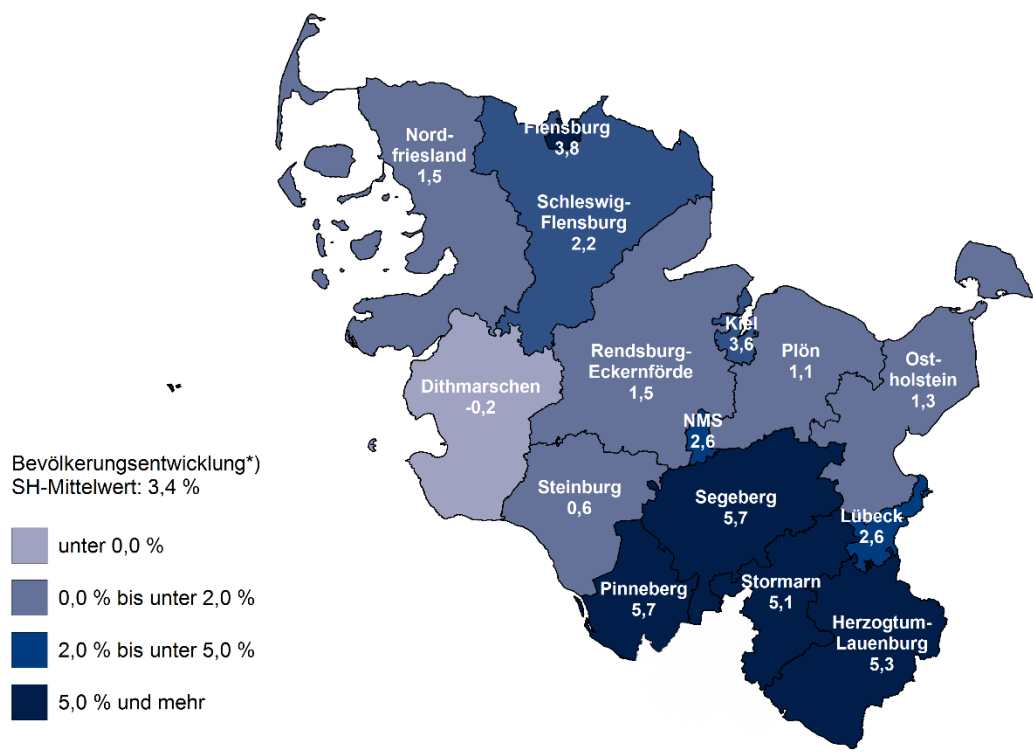 Flensburg
3,8
Nord-
friesland
1,5
Schleswig-
Flensburg
2,2
Kiel
3,6
Rendsburg-
Eckernförde
1,5
Plön
1,1
Ost-
holstein
1,3
Dithmarschen
-0,2
NMS
2,6
Steinburg
0,6
Segeberg
5,7
Lübeck
2,6
Pinneberg
5,7
Stormarn
5,1
Herzogtum-
Lauenburg
5,3
Bevölkerungsentwicklung*)
SH-Mittelwert: 3,4 %
unter 0,0 %
0,0 % bis unter 2,0 %
2,0 % bis unter 5,0 %
5,0 % und mehr